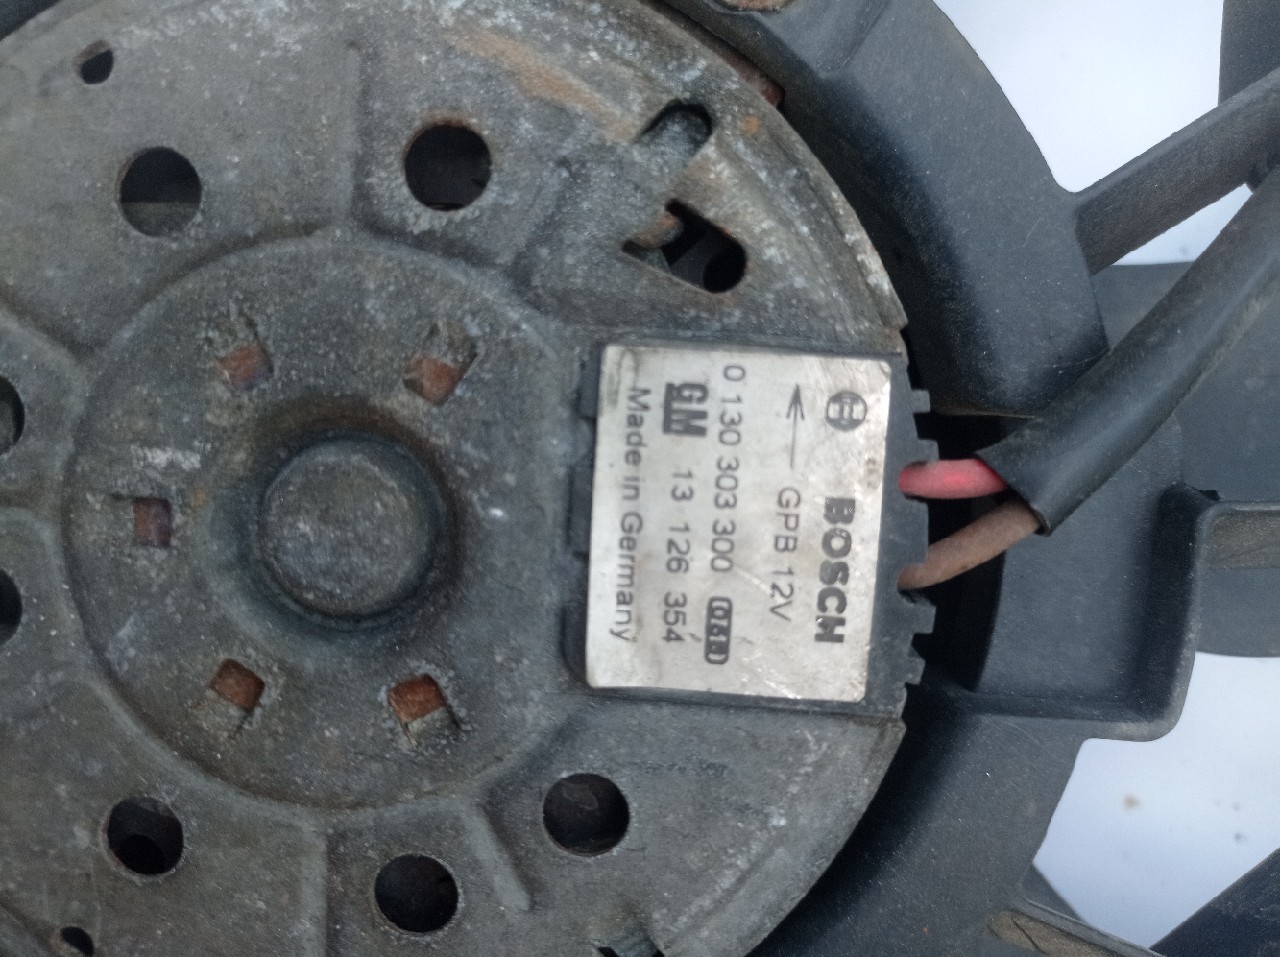 BOSCH
GPB 12V
0 130 303 300
GM 13 126 354
Made in Germany